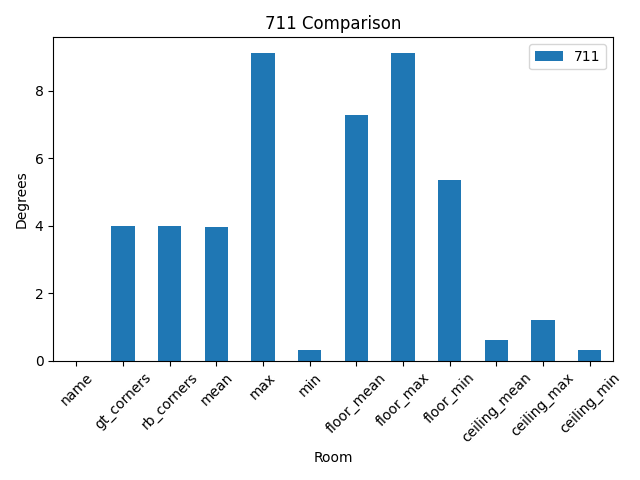 711 Comparison
711
Degrees
8
6
4
2
0
name
gt_corners
rb_corners
mean
max
min
floor_mean
floor_max
floor_min
ceiling_mean
ceiling_max
ceiling_min
Room